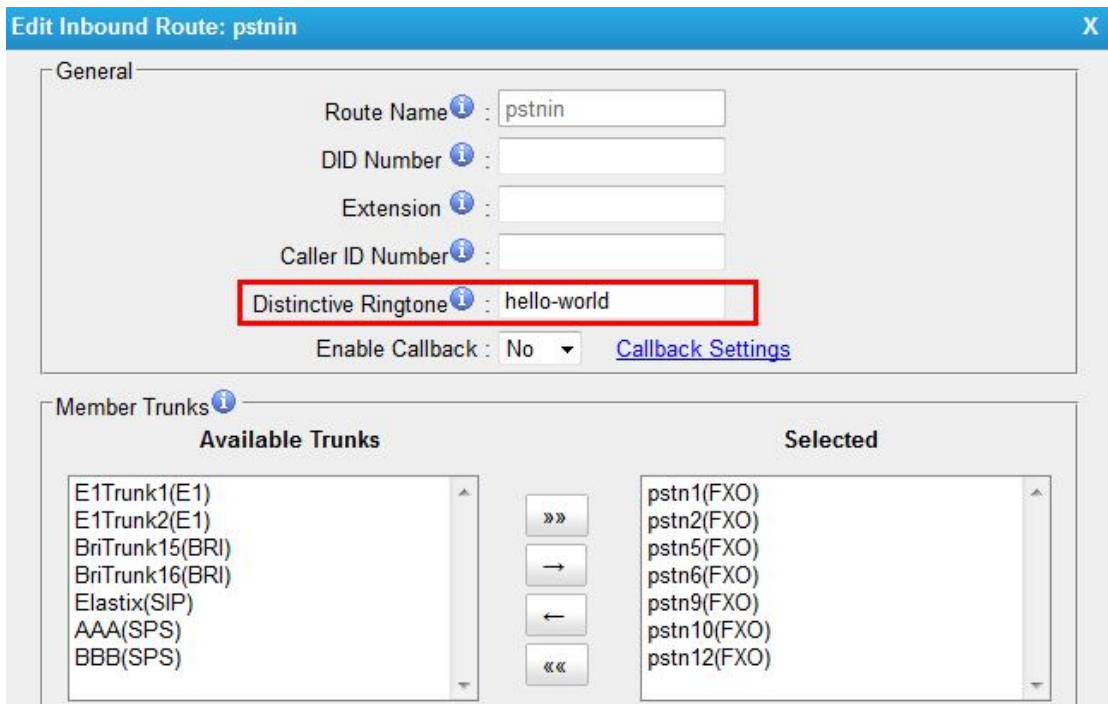 Edit Inbound Route: pstnin X
General
Route Name : pstnin
DID Number :
Extension :
Caller ID Number :
Distinctive Ringtone : hello-world
Enable Callback : No Callback Settings
Member Trunks
Available Trunks
Selected
E1Trunk1(E1)
E1Trunk2(E1)
BriTrunk15(BRI)
BriTrunk16(BRI)
Elastix(SIP)
AAA(SPS)
BBB(SPS)
»»
→
←
««
pstn1(FXO)
pstn2(FXO)
pstn5(FXO)
pstn6(FXO)
pstn9(FXO)
pstn10(FXO)
pstn12(FXO)